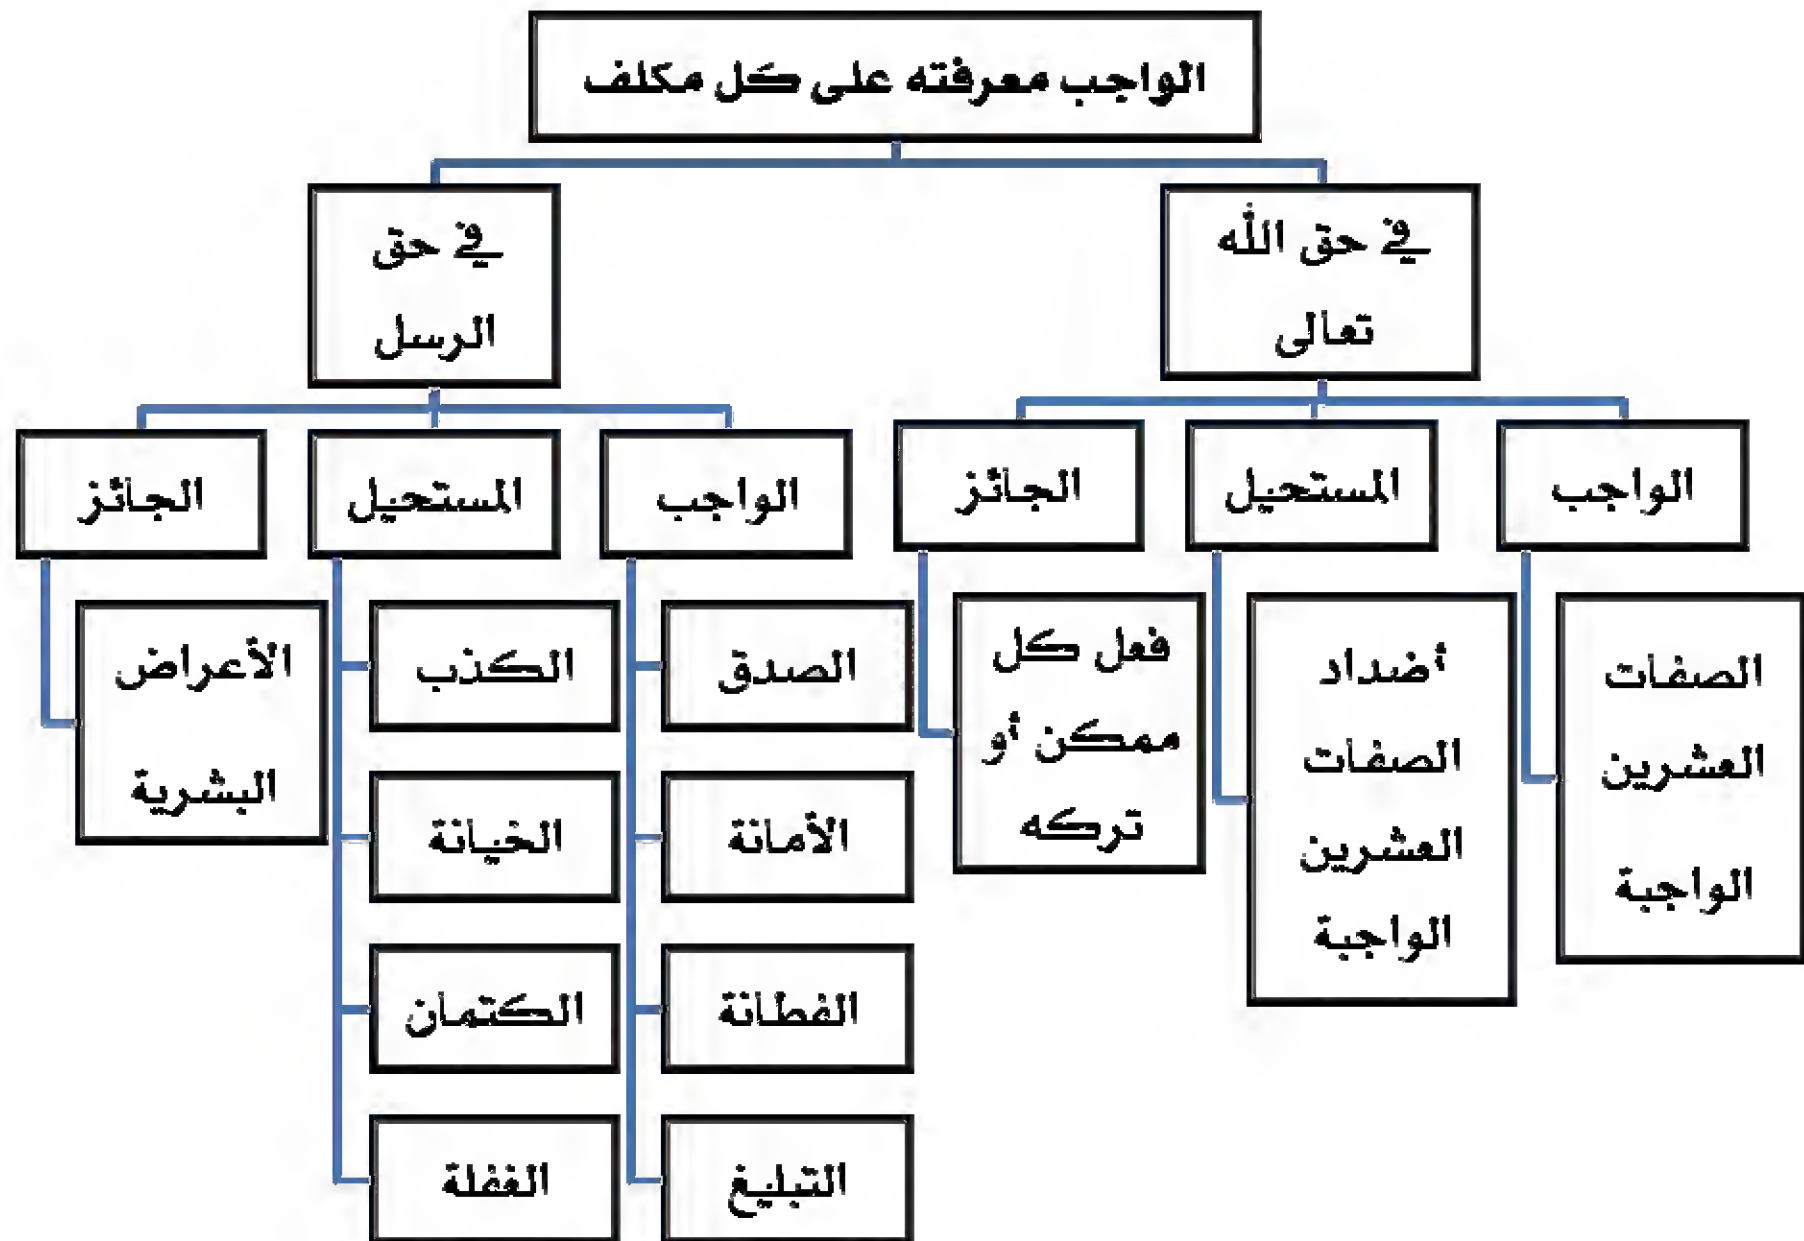 الواجب معرفته على كل مكلف
في حق الله
تعالى
في حق
الرسل
الواجب
المستحيل
الجائز
الواجب
المستحيل
الجائز
الصفات
العشرين
الواجبة
أضداد
الصفات
العشرين
الواجبة
فعل كل
ممكن أو
تركه
الصدق
الأمانة
الفطانة
التبليغ
الكذب
الخيانة
الكتمان
الغفلة
الأعراض
البشرية